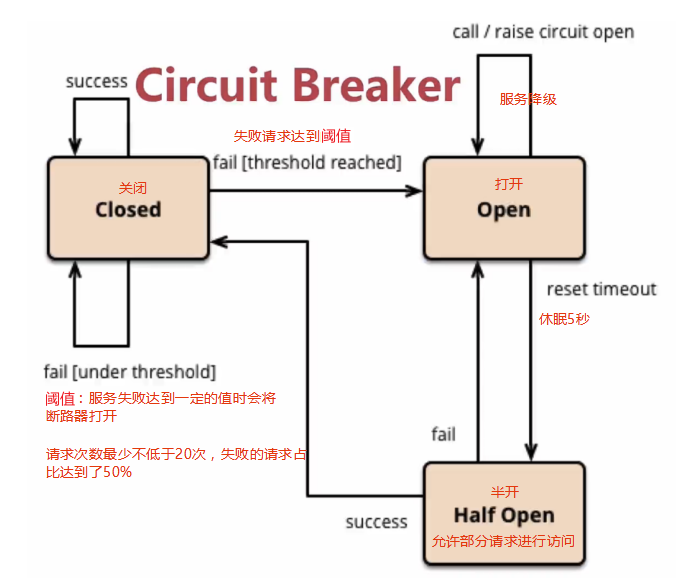 call / raise circuit open
success
Circuit Breaker
服务降级
失败请求达到阈值
fail [threshold reached]
关闭
Closed
打开
Open
reset timeout
休眠5秒
fail [under threshold]
阈值：服务失败达到一定的值时会将
断路器打开
fail
请求次数最少不低于20次，失败的请求占
比达到了50%
半开
Half Open
success
允许部分请求进行访问